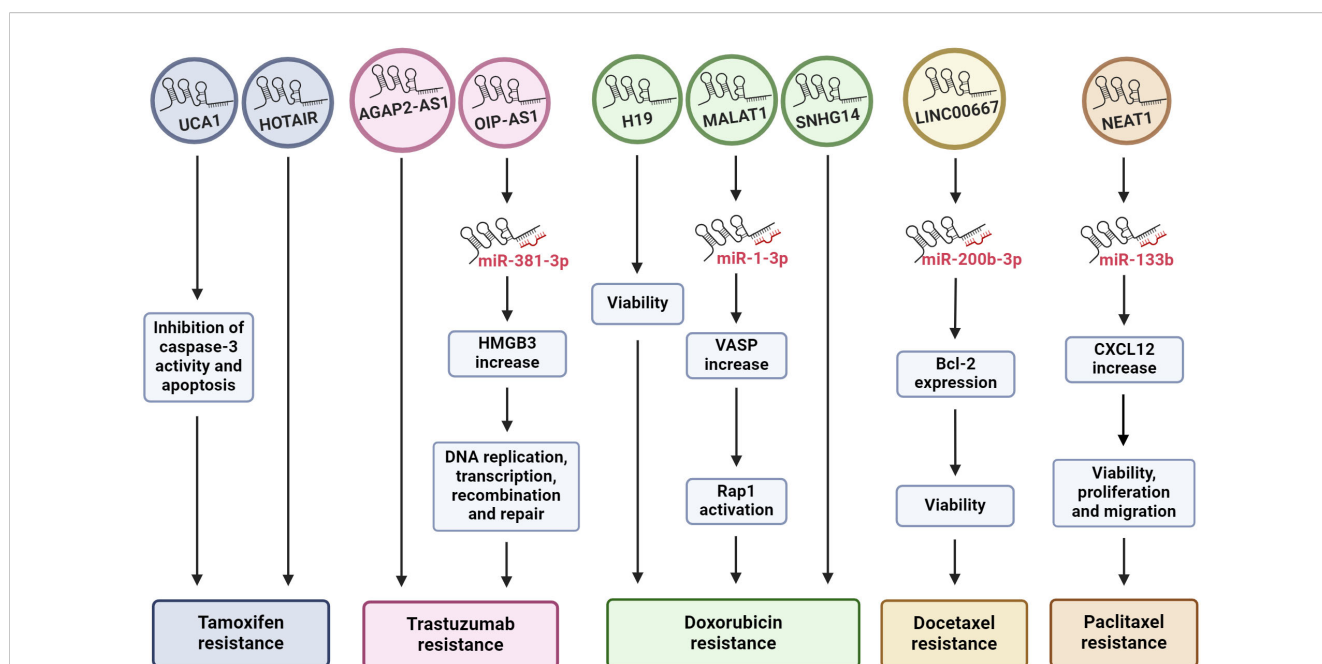 UCA1
HOTAIR
AGAP2-AS1
OIP-AS1
H19
MALAT1
SNHG14
LINC00667
NEAT1
miR-381-3p
miR-1-3p
miR-200b-3p
miR-133b
Inhibition of
caspase-3
activity and
apoptosis
HMGB3
increase
DNA replication,
transcription,
recombination
and repair
Viability
VASP
increase
Rap1
activation
Bcl-2
expression
Viability
CXCL12
increase
Viability,
proliferation
and migration
Tamoxifen
resistance
Trastuzumab
resistance
Doxorubicin
resistance
Docetaxel
resistance
Paclitaxel
resistance